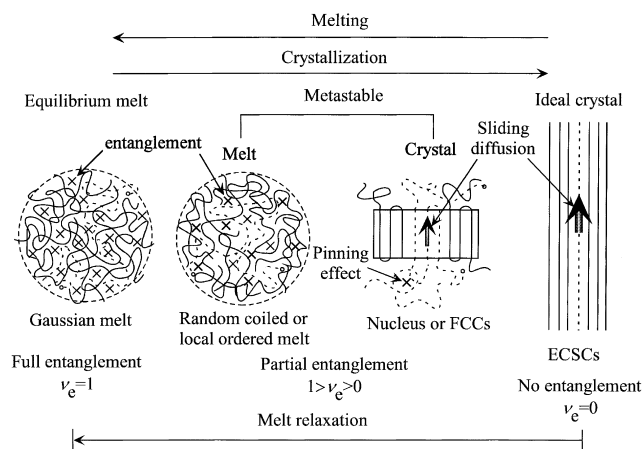 Melting
Crystallization
Equilibrium melt
Metastable
Ideal crystal
entanglement
Melt
Crystal
Sliding
diffusion
Pinning
effect
Gaussian melt
Random coiled or
local ordered melt
Nucleus or FCCs
ECSCs
Full entanglement
νe=1
Partial entanglement
1>νe>0
No entanglement
νe=0
Melt relaxation